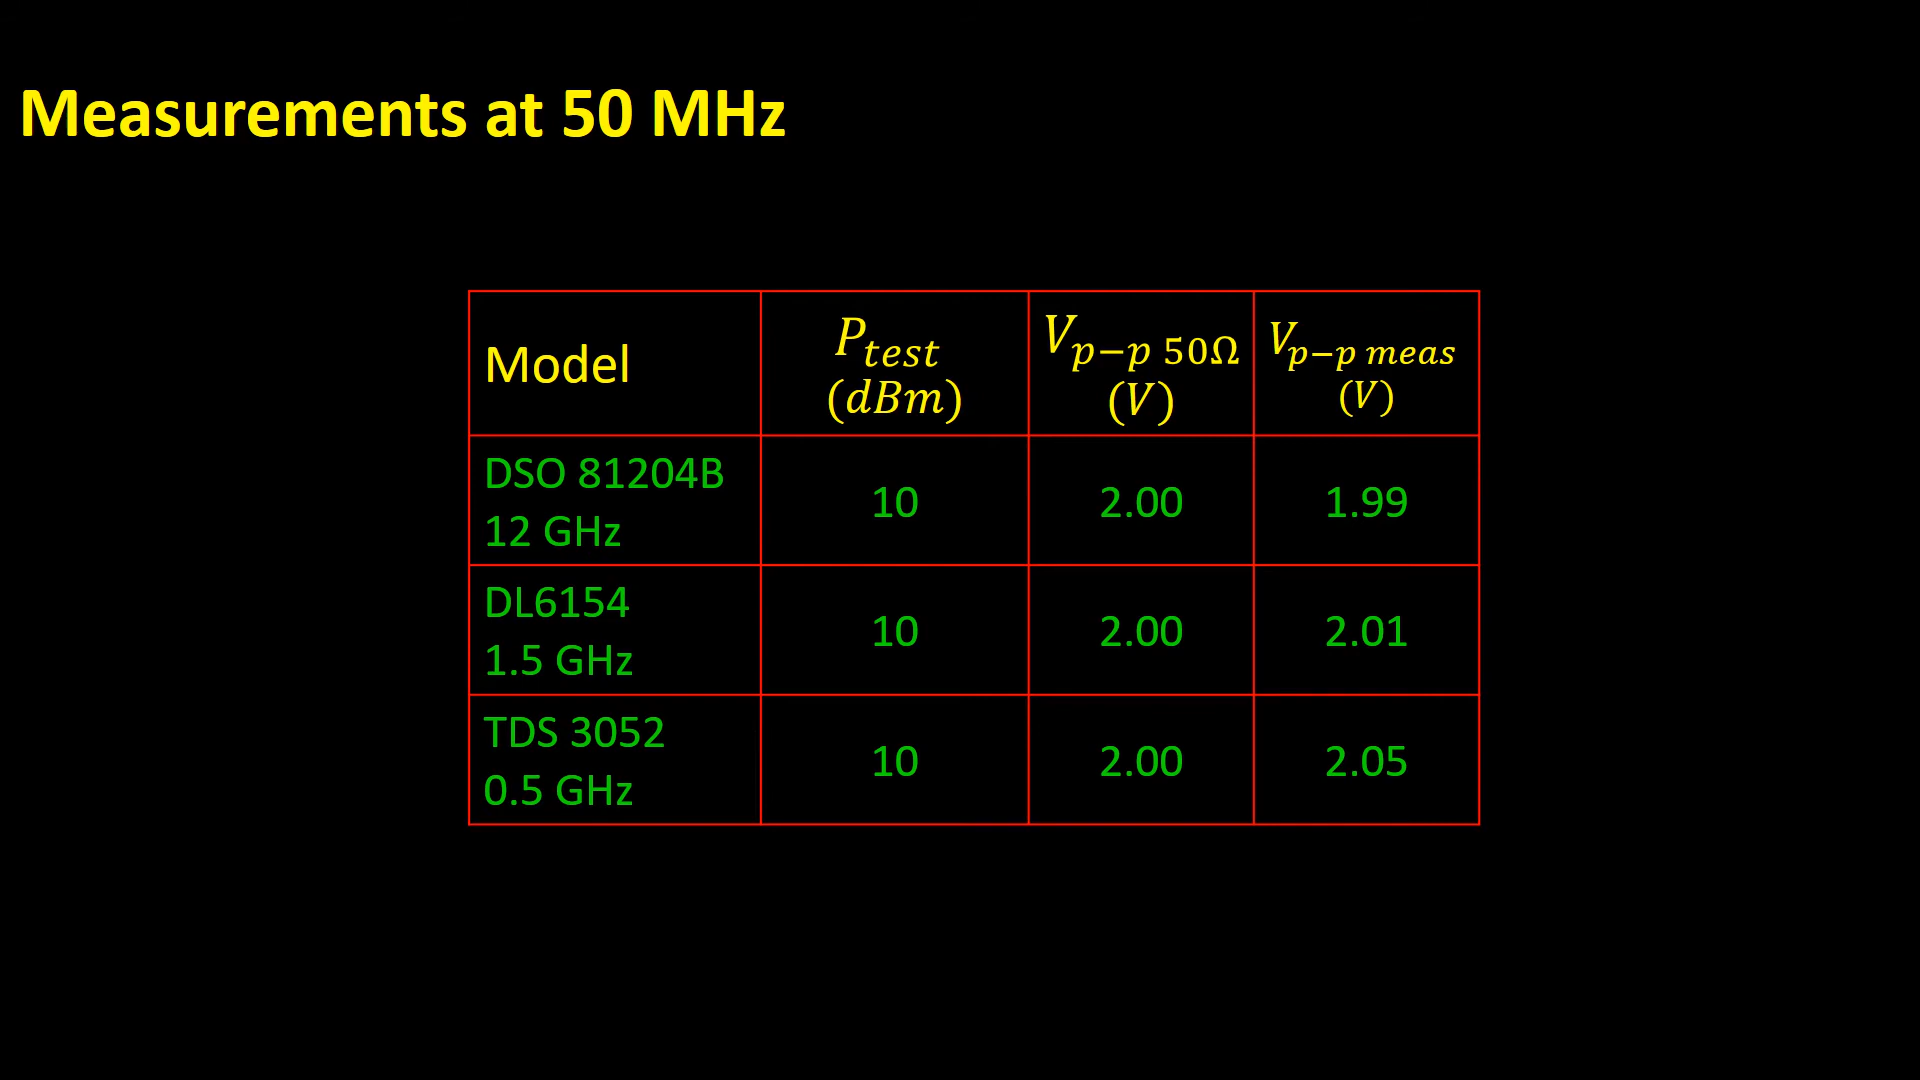 Measurements at 50 MHz
Model
P_test
(dBm)
V_p−p 50Ω
(V)
V_p−p meas
(V)
DSO 81204B
12 GHz
10
2.00
1.99
DL6154
1.5 GHz
10
2.00
2.01
TDS 3052
0.5 GHz
10
2.00
2.05